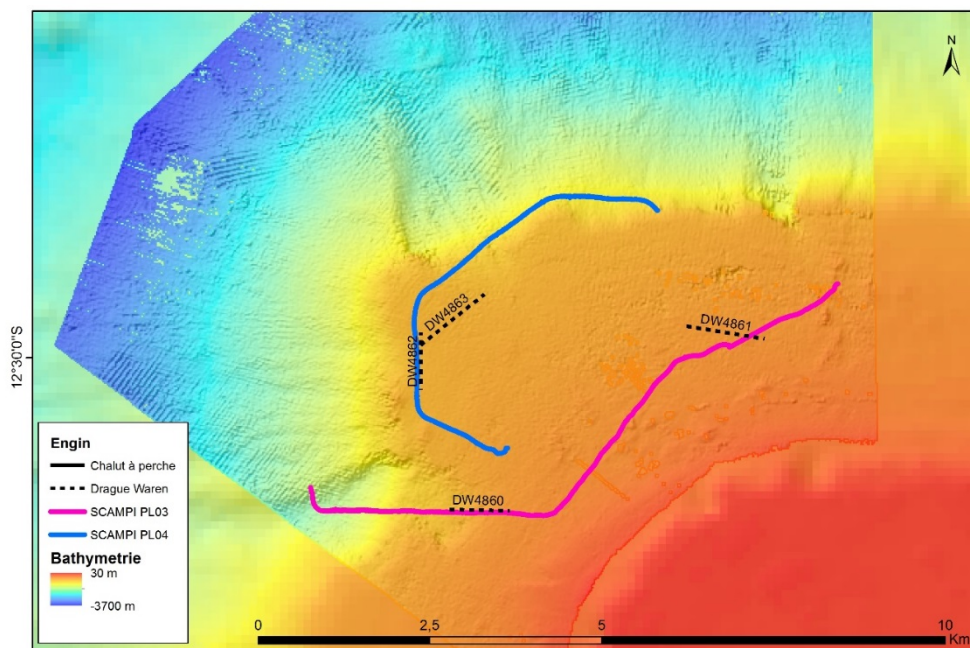 N
12°30'0"S
DW4863
DW4861
DW4862
DW4860
Engin
Chalut à perche
Drague Waren
SCAMPI PL03
SCAMPI PL04
Bathymetrie
30 m
-3700 m
0 2,5 5 10
Km